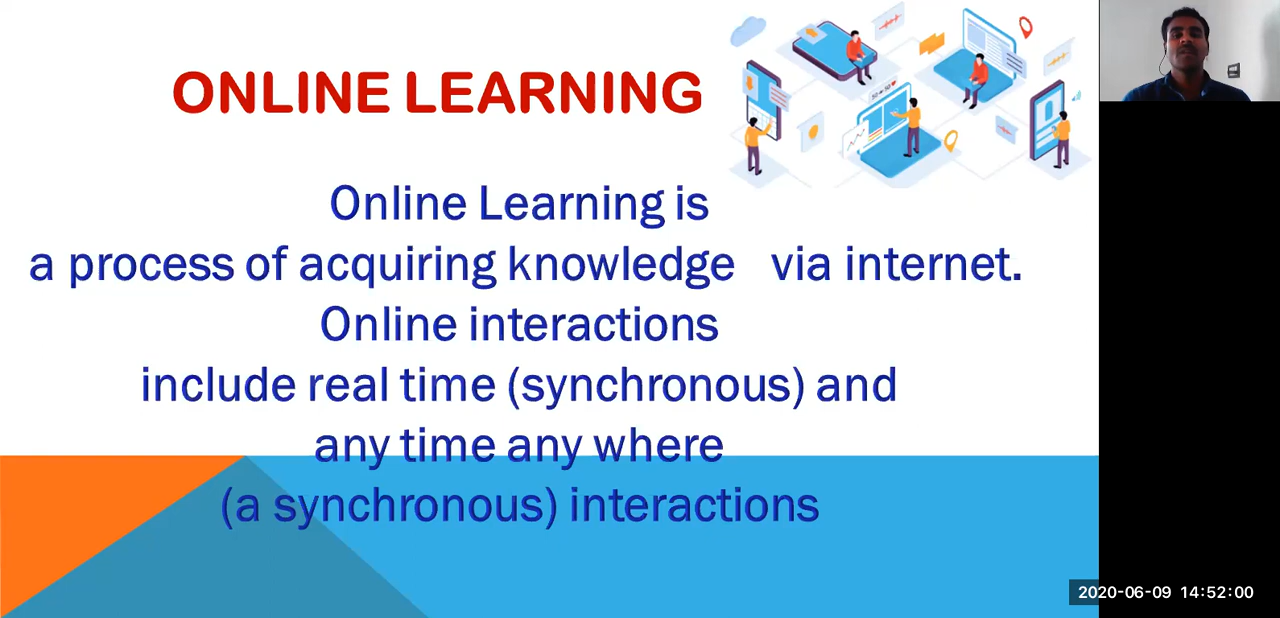 ONLINE LEARNING
Online Learning is
a process of acquiring knowledge via internet.
Online interactions
include real time (synchronous) and
any time any where
(a synchronous) interactions
2020-06-09 14:52:00